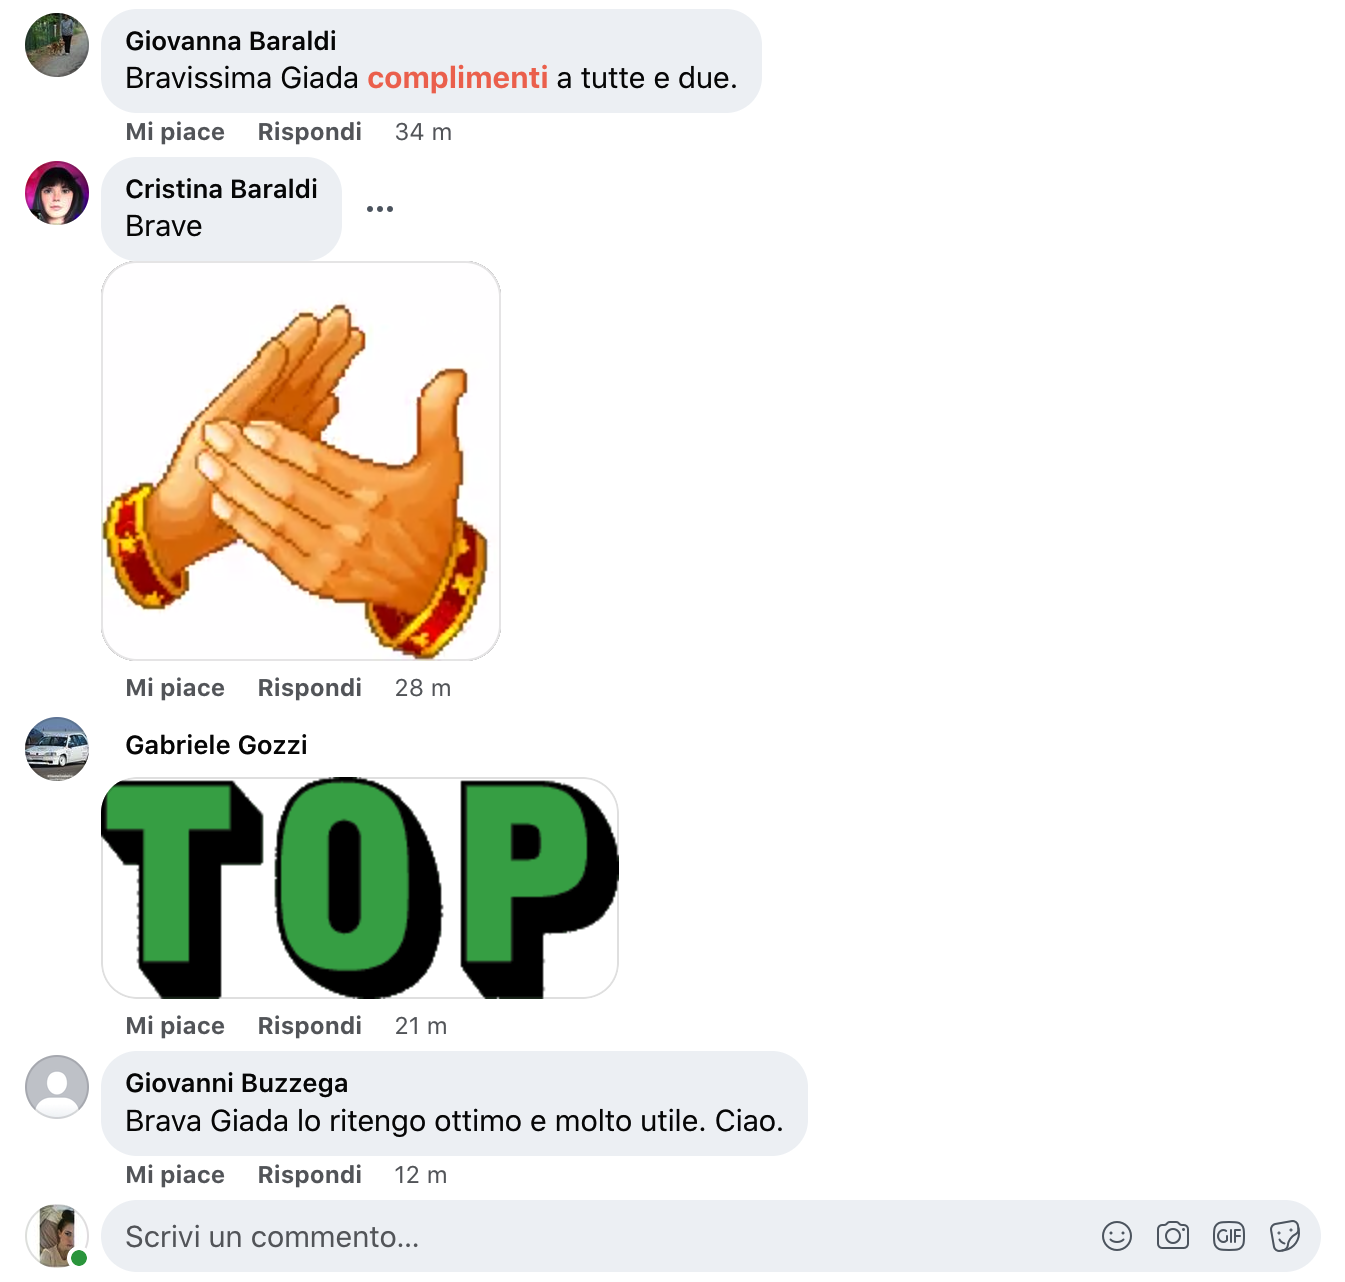 Giovanna Baraldi
Bravissima Giada complimenti a tutte e due.
Mi piace Rispondi 34 m
Cristina Baraldi
Brave
Mi piace Rispondi 28 m
Gabriele Gozzi
TOP
Mi piace Rispondi 21 m
Giovanni Buzzega
Brava Giada lo ritengo ottimo e molto utile. Ciao.
Mi piace Rispondi 12 m
Scrivi un commento...
GIF